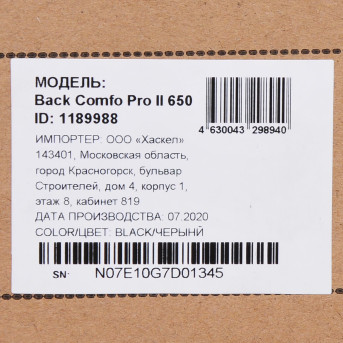 МОДЕЛЬ:
Back Comfo Pro II 650
ID: 1189988
4 630043 298940
ИМПОРТЕР: ООО «Хаскел»
143401, Московская область,
город Красногорск, бульвар
Строителей, дом 4, корпус 1,
этаж 8, кабинет 819
ДАТА ПРОИЗВОДСТВА: 07.2020
COLOR/ЦВЕТ: BLACK/ЧЕРЫНЙ
SN: N07E10G7D01345